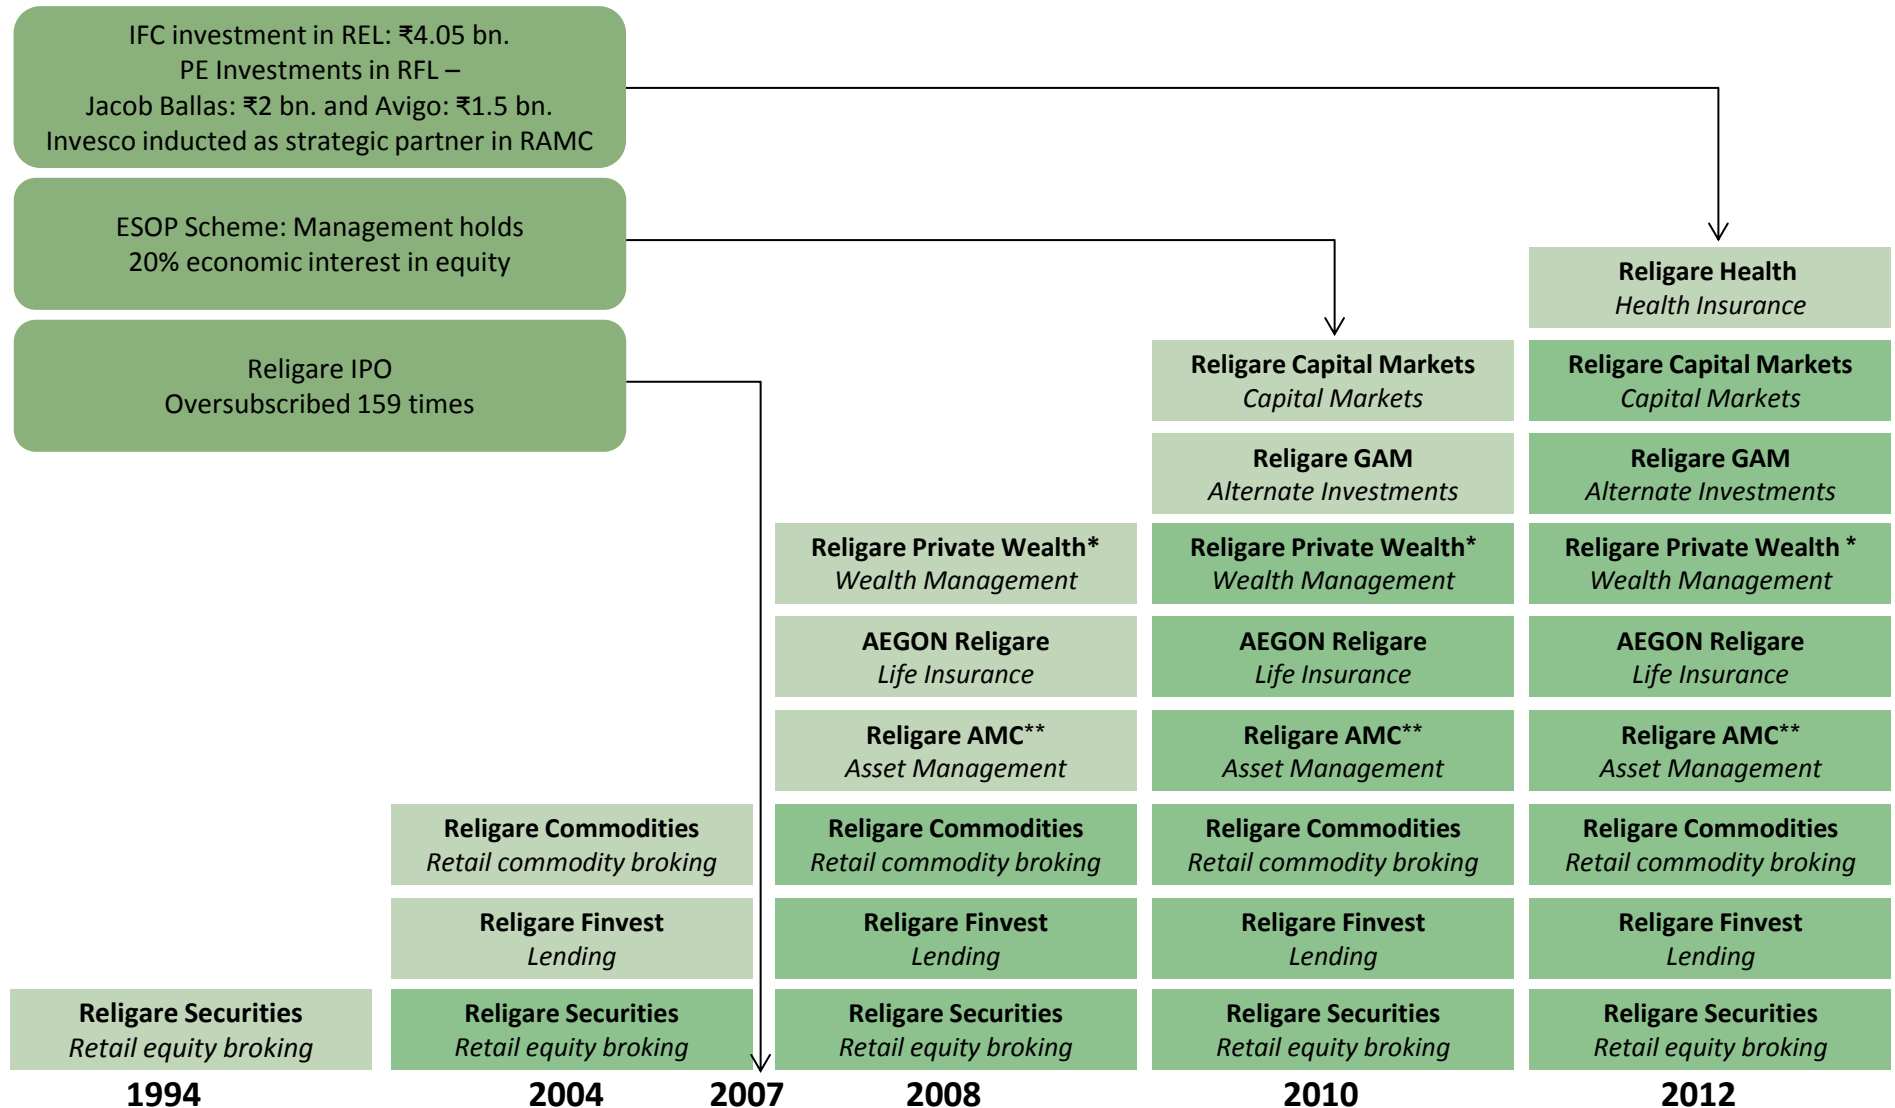 IFC investment in REL: ₹4.05 bn.
PE Investments in RFL –
Jacob Ballas: ₹2 bn. and Avigo: ₹1.5 bn.
Invesco inducted as strategic partner in RAMC
ESOP Scheme: Management holds
20% economic interest in equity
Religare IPO
Oversubscribed 159 times
Religare Securities
Retail equity broking
1994
Religare Commodities
Retail commodity broking
Religare Finvest
Lending
Religare Securities
Retail equity broking
2004
2007
Religare Private Wealth*
Wealth Management
AEGON Religare
Life Insurance
Religare AMC**
Asset Management
Religare Commodities
Retail commodity broking
Religare Finvest
Lending
Religare Securities
Retail equity broking
2008
Religare Capital Markets
Capital Markets
Religare GAM
Alternate Investments
Religare Private Wealth*
Wealth Management
AEGON Religare
Life Insurance
Religare AMC**
Asset Management
Religare Commodities
Retail commodity broking
Religare Finvest
Lending
Religare Securities
Retail equity broking
2010
Religare Health
Health Insurance
Religare Capital Markets
Capital Markets
Religare GAM
Alternate Investments
Religare Private Wealth *
Wealth Management
AEGON Religare
Life Insurance
Religare AMC**
Asset Management
Religare Commodities
Retail commodity broking
Religare Finvest
Lending
Religare Securities
Retail equity broking
2012